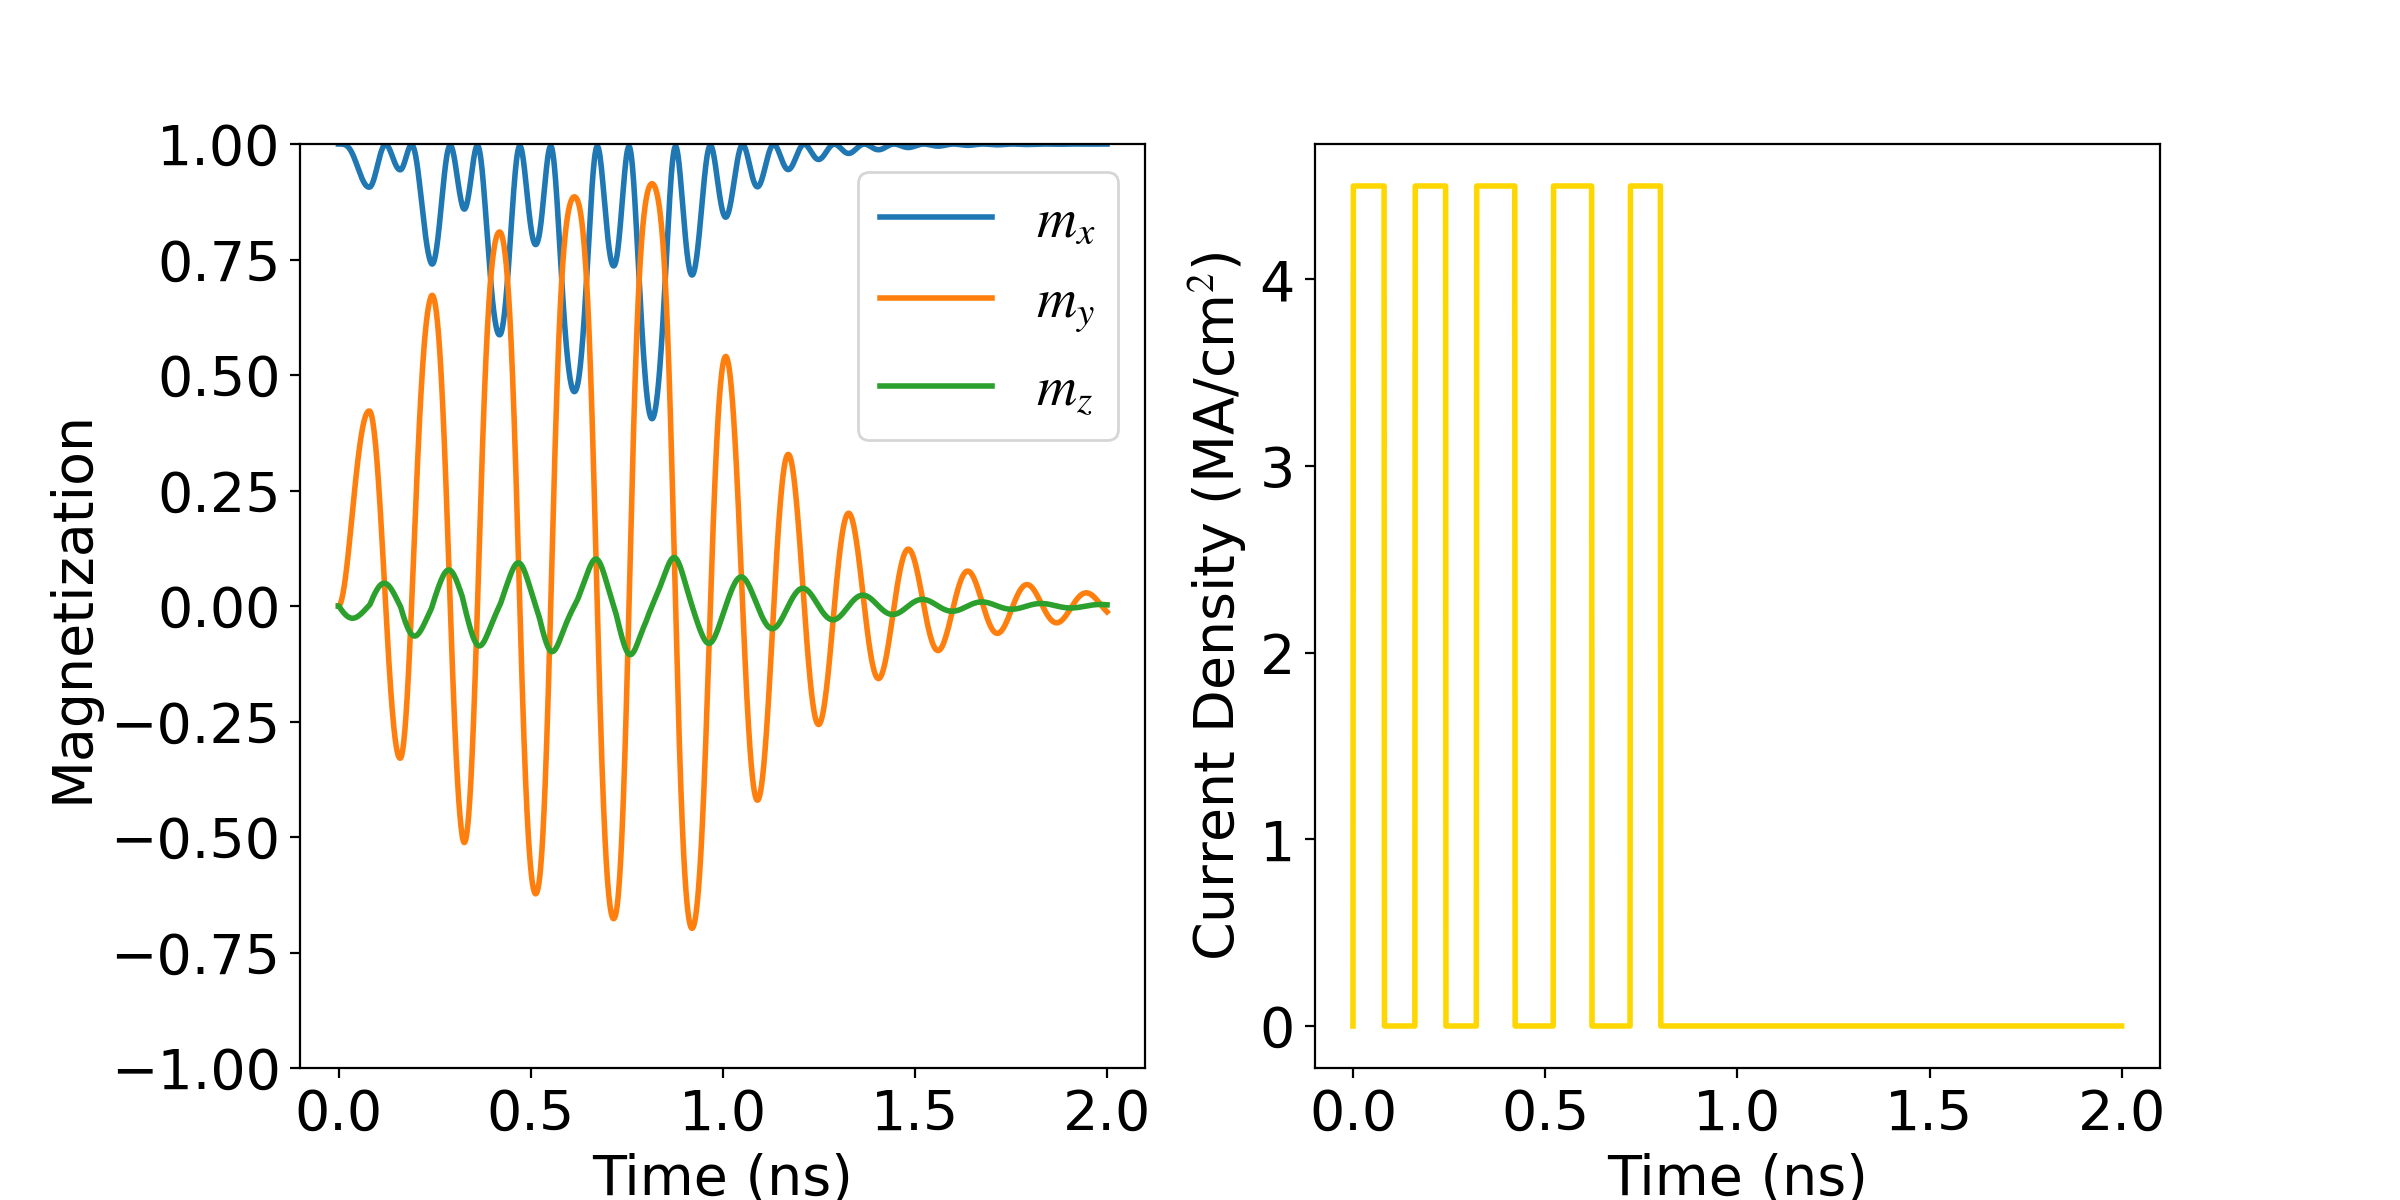 Magnetization
1.00
0.75
0.50
0.25
0.00
−0.25
−0.50
−0.75
−1.00
0.0 0.5 1.0 1.5 2.0
Time (ns)
mₓ
m_y
m_z
Current Density (MA/cm²)
4
3
2
1
0
0.0 0.5 1.0 1.5 2.0
Time (ns)